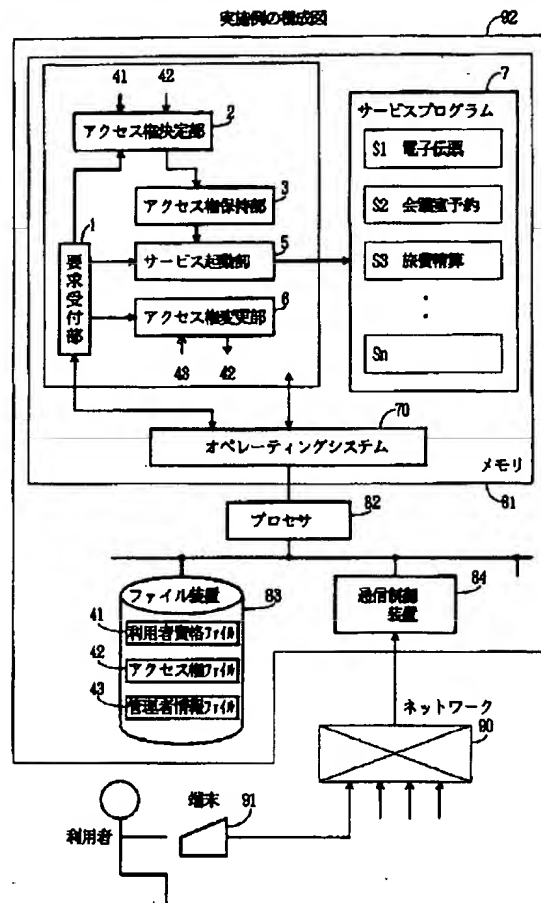 実施例の構成図
92
41
42
7
2
アクセス権決定部
サービスプログラム
S1 電子伝票
3
アクセス権保持部
S2 会議室予約
1
要求受付部
5
サービス起動部
S3 旅費精算
6
アクセス権変更部
43
42
Sn
70
オペレーティングシステム
メモリ
81
82
プロセサ
ファイル装置
83
84
通信制御
装置
41
利用者資格ファイル
42
アクセス権ファイル
43
管理者情報ファイル
ネットワーク
90
端末
91
利用者